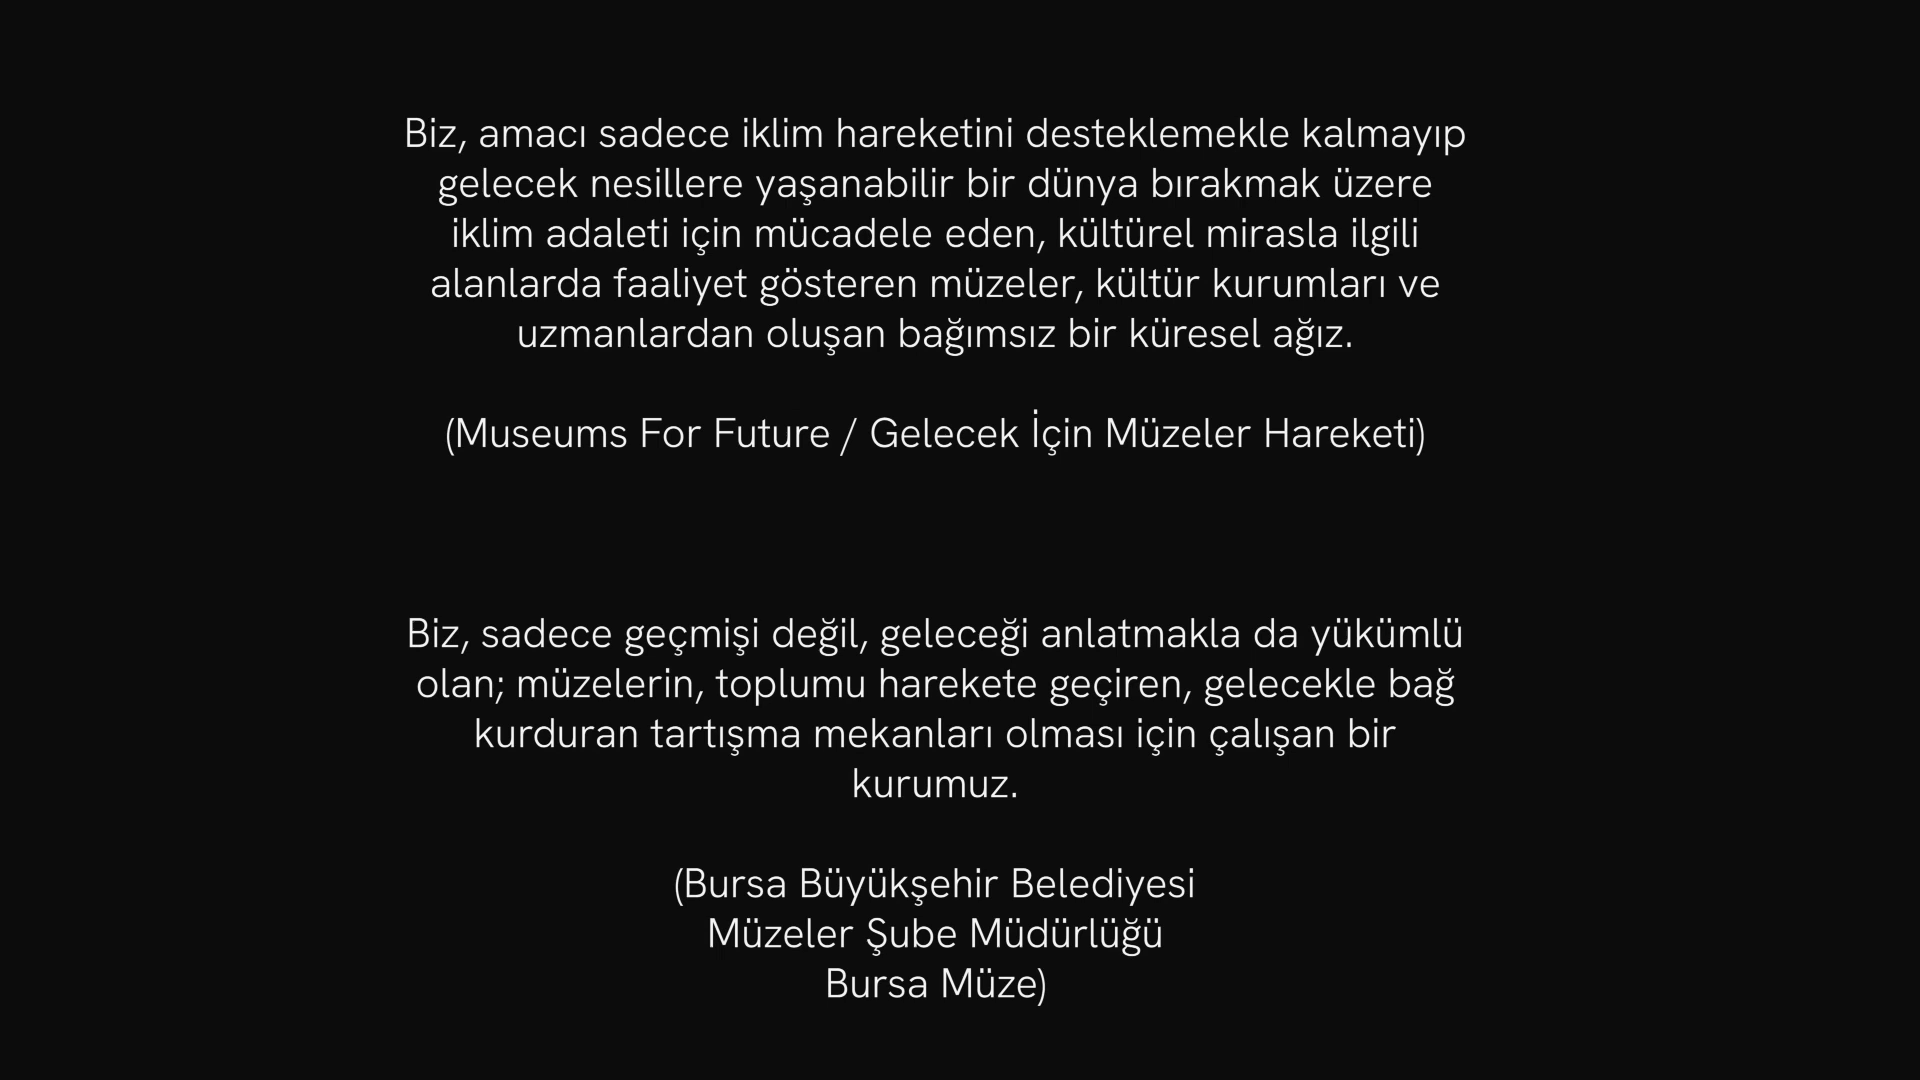 Biz, amacı sadece iklim hareketini desteklemekle kalmayıp
gelecek nesillere yaşanabilir bir dünya bırakmak üzere
iklim adaleti için mücadele eden, kültürel mirasla ilgili
alanlarda faaliyet gösteren müzeler, kültür kurumları ve
uzmanlardan oluşan bağımsız bir küresel ağız.
(Museums For Future / Gelecek İçin Müzeler Hareketi)
Biz, sadece geçmişi değil, geleceği anlatmakla da yükümlü
olan; müzelerin, toplumu harekete geçiren, gelecekle bağ
kurduran tartışma mekanları olması için çalışan bir
kurumuz.
(Bursa Büyükşehir Belediyesi
Müzeler Şube Müdürlüğü
Bursa Müze)